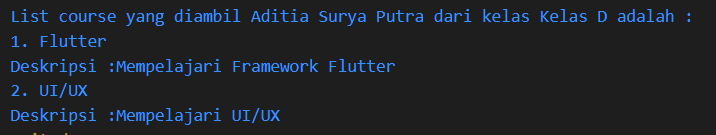 List course yang diambil Aditia Surya Putra dari kelas Kelas D adalah :
1. Flutter
Deskripsi :Mempelajari Framework Flutter
2. UI/UX
Deskripsi :Mempelajari UI/UX